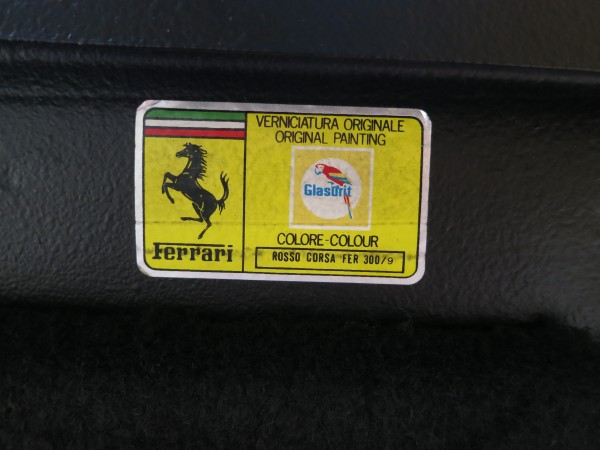 VERNICIATURA ORIGINALE
ORIGINAL PAINTING
Glasurit
COLORE-COLOUR
ROSSO CORSA FER 300/9
Ferrari